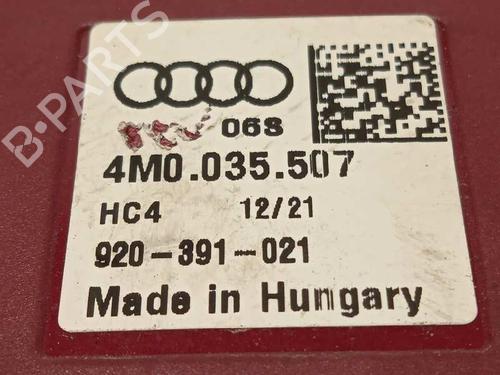 B-PARTS
06S
4M0.035.507
HC4 12/21
920-391-021
Made in Hungary